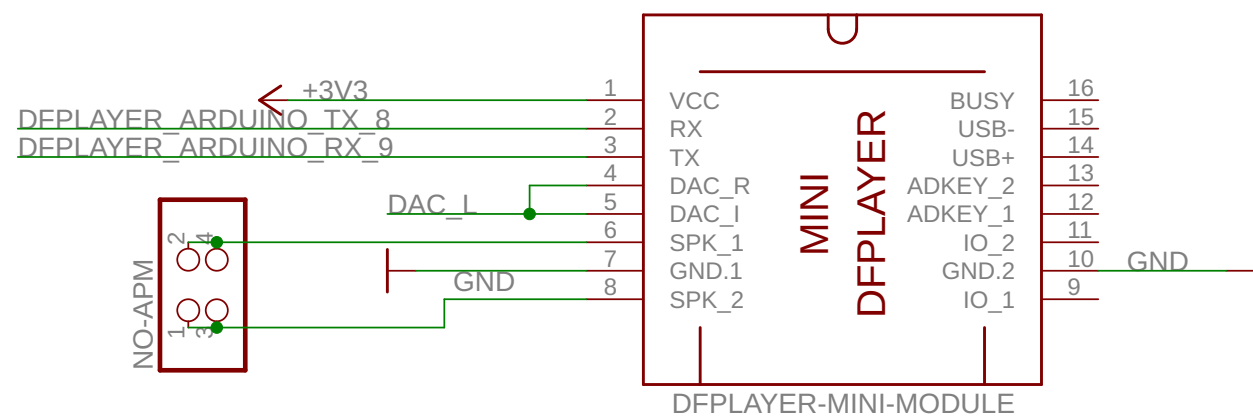 +3V3 1 VCC BUSY 16
DFPLAYER_ARDUINO_TX_8 2 RX USB- 15
DFPLAYER_ARDUINO_RX_9 3 TX USB+ 14
4 DAC_R ADKEY_2 13
DAC_L 5 DAC_I ADKEY_1 12
2 4 6 SPK_1 IO_2 11
GND 7 GND.1 GND.2 10 GND
1 3 8 SPK_2 IO_1 9
NO-APM
MINI
DFPLAYER
DFPLAYER-MINI-MODULE